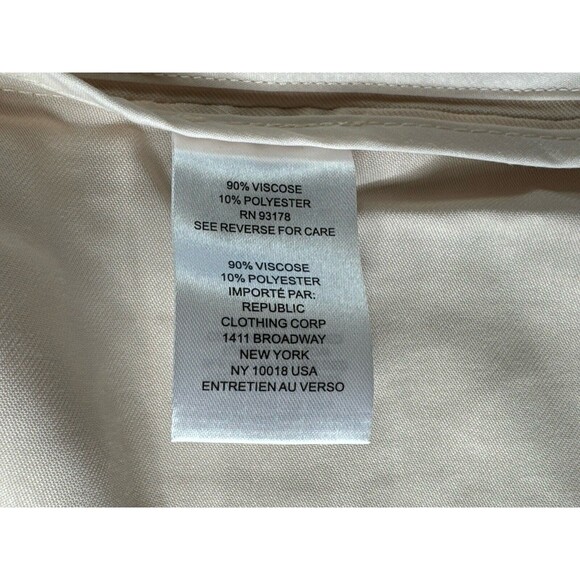 90% VISCOSE
10% POLYESTER
RN 93178
SEE REVERSE FOR CARE
90% VISCOSE
10% POLYESTER
IMPORTÉ PAR:
REPUBLIC
CLOTHING CORP
1411 BROADWAY
NEW YORK
NY 10018 USA
ENTRETIEN AU VERSO